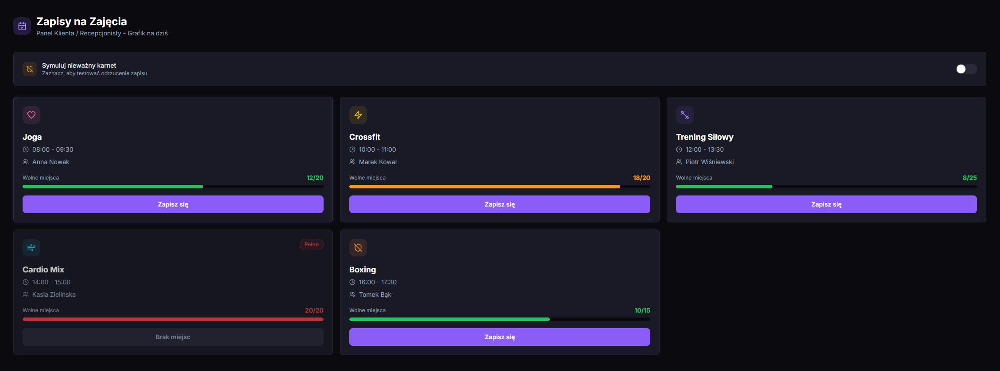 Zapisy na Zajęcia
Panel Klienta / Recepcjonisty - Grafik na dziś
Symuluj nieważny karnet
Zaznacz, aby testować odrzucenie zapisu
Joga
08:00 - 09:30
Anna Nowak
Wolne miejsca 12/20
Zapisz się
Crossfit
10:00 - 11:00
Marek Kowal
Wolne miejsca 18/20
Zapisz się
Trening Siłowy
12:00 - 13:30
Piotr Wiśniewski
Wolne miejsca 8/25
Zapisz się
Pełne
Cardio Mix
14:00 - 15:00
Kasia Zielińska
Wolne miejsca 20/20
Brak miejsc
Boxing
16:00 - 17:30
Tomek Bąk
Wolne miejsca 10/15
Zapisz się